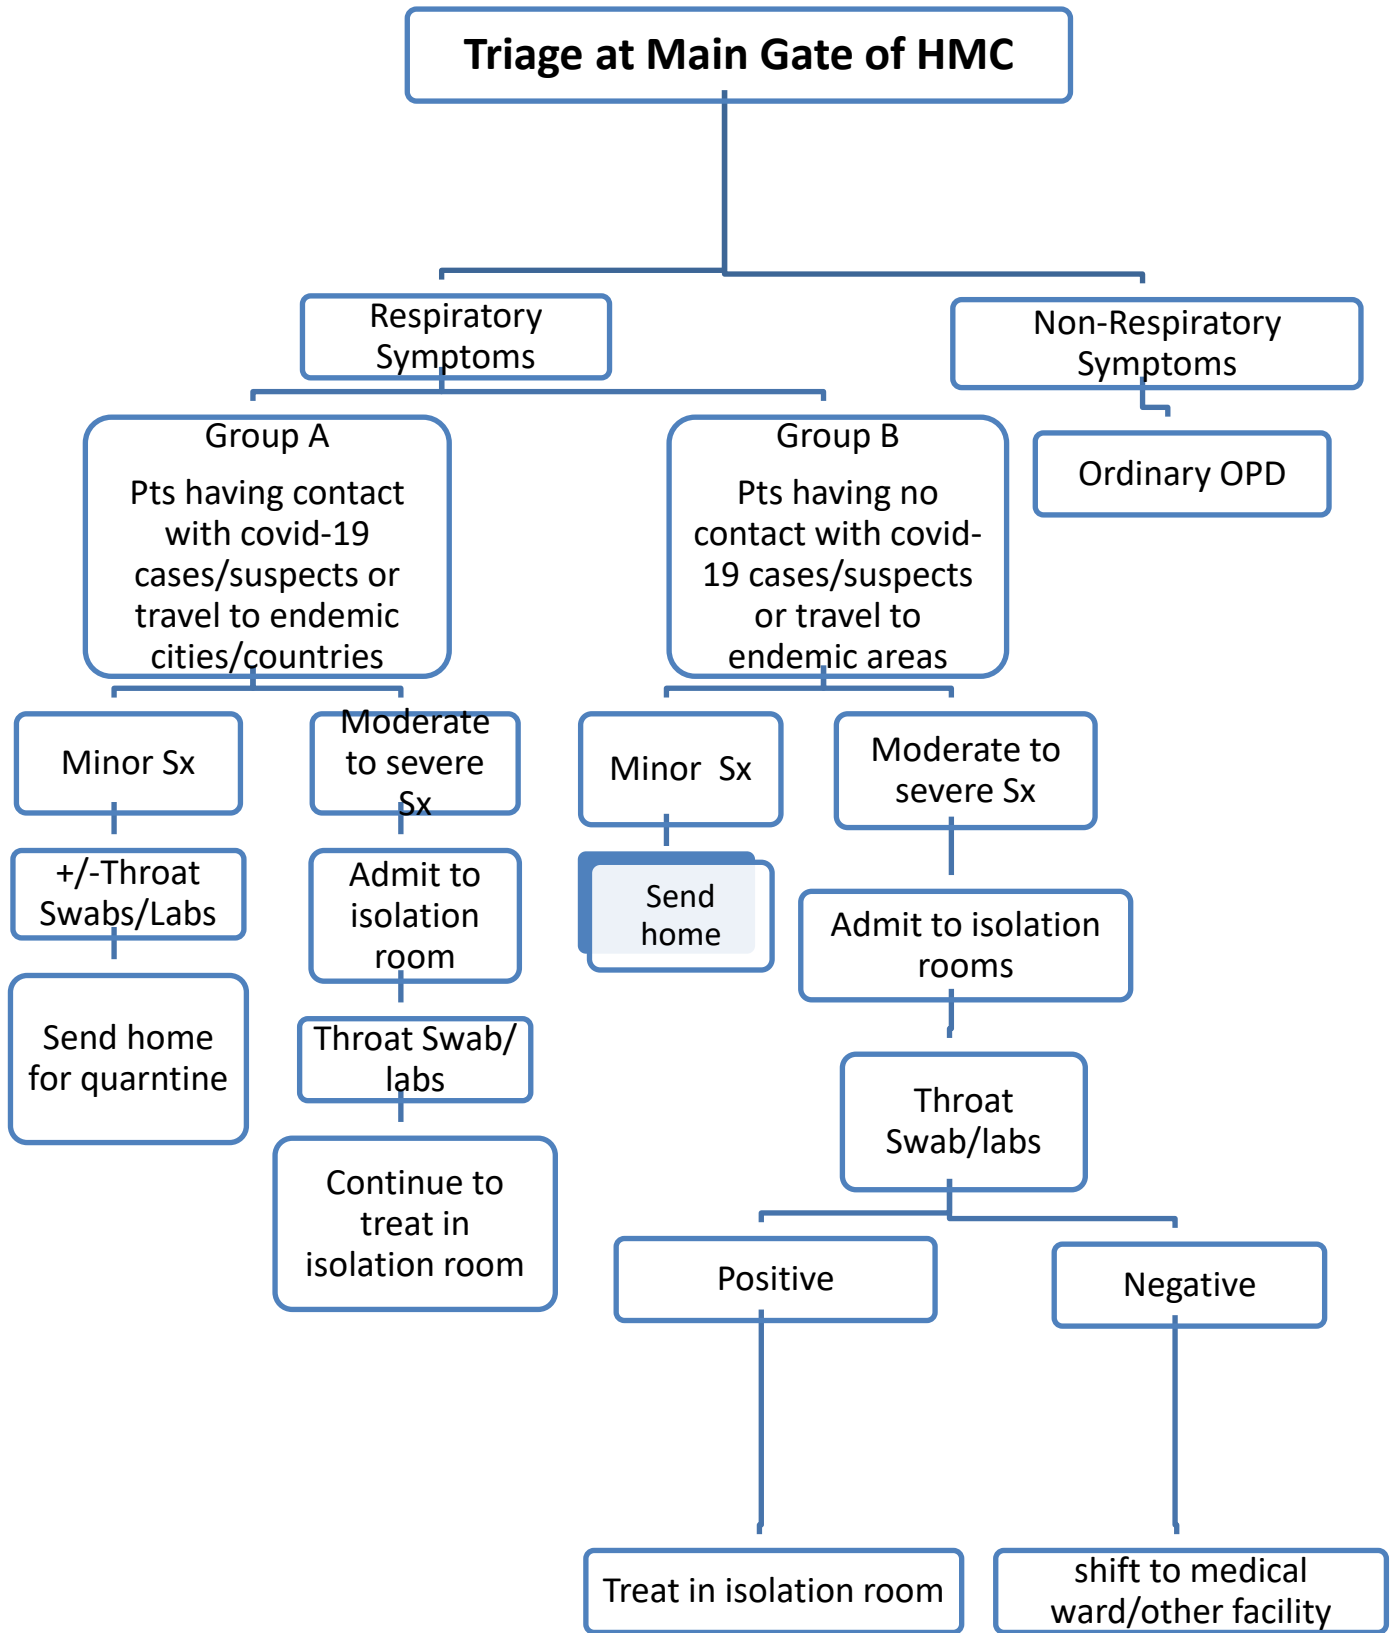 Triage at Main Gate of HMC
Respiratory
Symptoms
Non-Respiratory
Symptoms
Ordinary OPD
Group A
Pts having contact
with covid-19
cases/suspects or
travel to endemic
cities/countries
Group B
Pts having no
contact with covid-
19 cases/suspects
or travel to
endemic areas
Minor Sx
+/-Throat
Swabs/Labs
Send home
for quarntine
Moderate
to severe
Sx
Admit to
isolation
room
Throat Swab/
labs
Continue to
treat in
isolation room
Minor  Sx
Send
home
Moderate to
severe Sx
Admit to isolation
rooms
Throat
Swab/labs
Positive
Treat in isolation room
Negative
shift to medical
ward/other facility